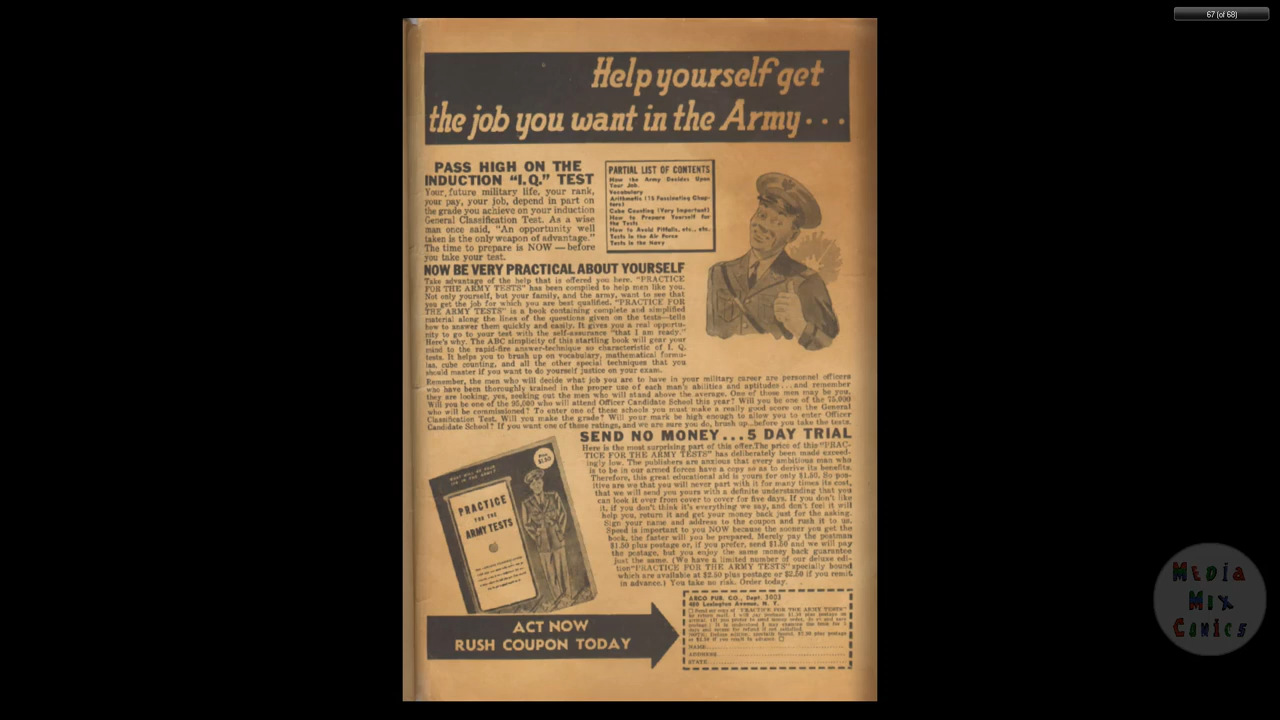 67 (of 68)
Help yourself get
the job you want in the Army...
PASS HIGH ON THE
INDUCTION "I.Q." TEST
Your future military life, your rank,
your pay, your job, depend in part on
the grade you achieve on your induction
General Classification Test. As a wise
man once said, "An opportunity well
taken is the only weapon of advantage."
The time to prepare is NOW — before
you take your test.
PARTIAL LIST OF CONTENTS
How the Army Decides Upon
Your Job.
Vocabulary
Arithmetic (15 Fascinating Chap-
ters)
Cube Counting (Very Important)
How to Prepare Yourself for
the Tests
How to Avoid Pitfalls, etc., etc.
Tests in the Air Force
Tests in the Navy
NOW BE VERY PRACTICAL ABOUT YOURSELF
Take advantage of the help that is offered you here. "PRACTICE
FOR THE ARMY TESTS" has been compiled to help men like you.
Not only yourself, but your family, and the army, want to see that
you get the job for which you are best qualified. "PRACTICE FOR
THE ARMY TESTS" is a book containing complete and simplified
material along the lines of the questions given on the tests—tells
how to answer them quickly and easily. It gives you a real opportu-
nity to go to your test with the self-assurance "that I am ready."
Here's why. The ABC simplicity of this startling book will gear your
mind to the rapid-fire answer-technique so characteristic of I. Q.
tests. It helps you to brush up on vocabulary, mathematical formu-
las, cube counting, and all the other special techniques that you
should master if you want to do yourself justice on your exam.
Remember, the men who will decide what job you are to have in your military career are personnel officers
who have been thoroughly trained in the proper use of each man's abilities and aptitudes...and remember
they are looking, yes, seeking out the men who will stand above the average. One of those men may be you.
Will you be one of the 95,000 who will attend Officer Candidate School this year? Will you be one of the 75,000
who will be commissioned? To enter one of these schools you must make a really good score on the General
Classification Test. Will you make the grade? Will your mark be high enough to allow you to enter Officer
Candidate School? If you want one of those ratings, and we are sure you do, brush up...before you take the tests.
SEND NO MONEY...5 DAY TRIAL
Here is the most surprising part of this offer. The price of this "PRAC-
TICE FOR THE ARMY TESTS" has deliberately been made exceed-
ingly low. The publishers are anxious that every ambitious man who
is to be in our armed forces have a copy so as to derive its benefits.
Therefore, this great educational aid is yours for only $1.50. So pos-
itive are we that you will never part with it for many times its cost,
that we will send you yours with a definite understanding that you
can look it over from cover to cover for five days. If you don't like
it, if you don't think it's everything we say, and don't feel it will
help you, return it and get your money back just for the asking.
Sign your name and address to the coupon and rush it to us.
Speed is important to you NOW because the sooner you get the
book, the faster will you be prepared. Merely pay the postman
$1.50 plus postage or, if you prefer, send $1.50 and we will pay
the postage, but you enjoy the same money back guarantee
just the same. (We have a limited number of our deluxe edi-
tion "PRACTICE FOR THE ARMY TESTS" specially bound
which are available at $2.50 plus postage or $2.50 if you remit
in advance.) You take no risk. Order today.
$1.50
PRACTICE
FOR THE
ARMY TESTS
ACT NOW
RUSH COUPON TODAY
ARCO PUB. CO., Dept.
480 Lexington Avenue, N. Y.
NAME
ADDRESS
STATE
MEDIA
MIX
COMICS